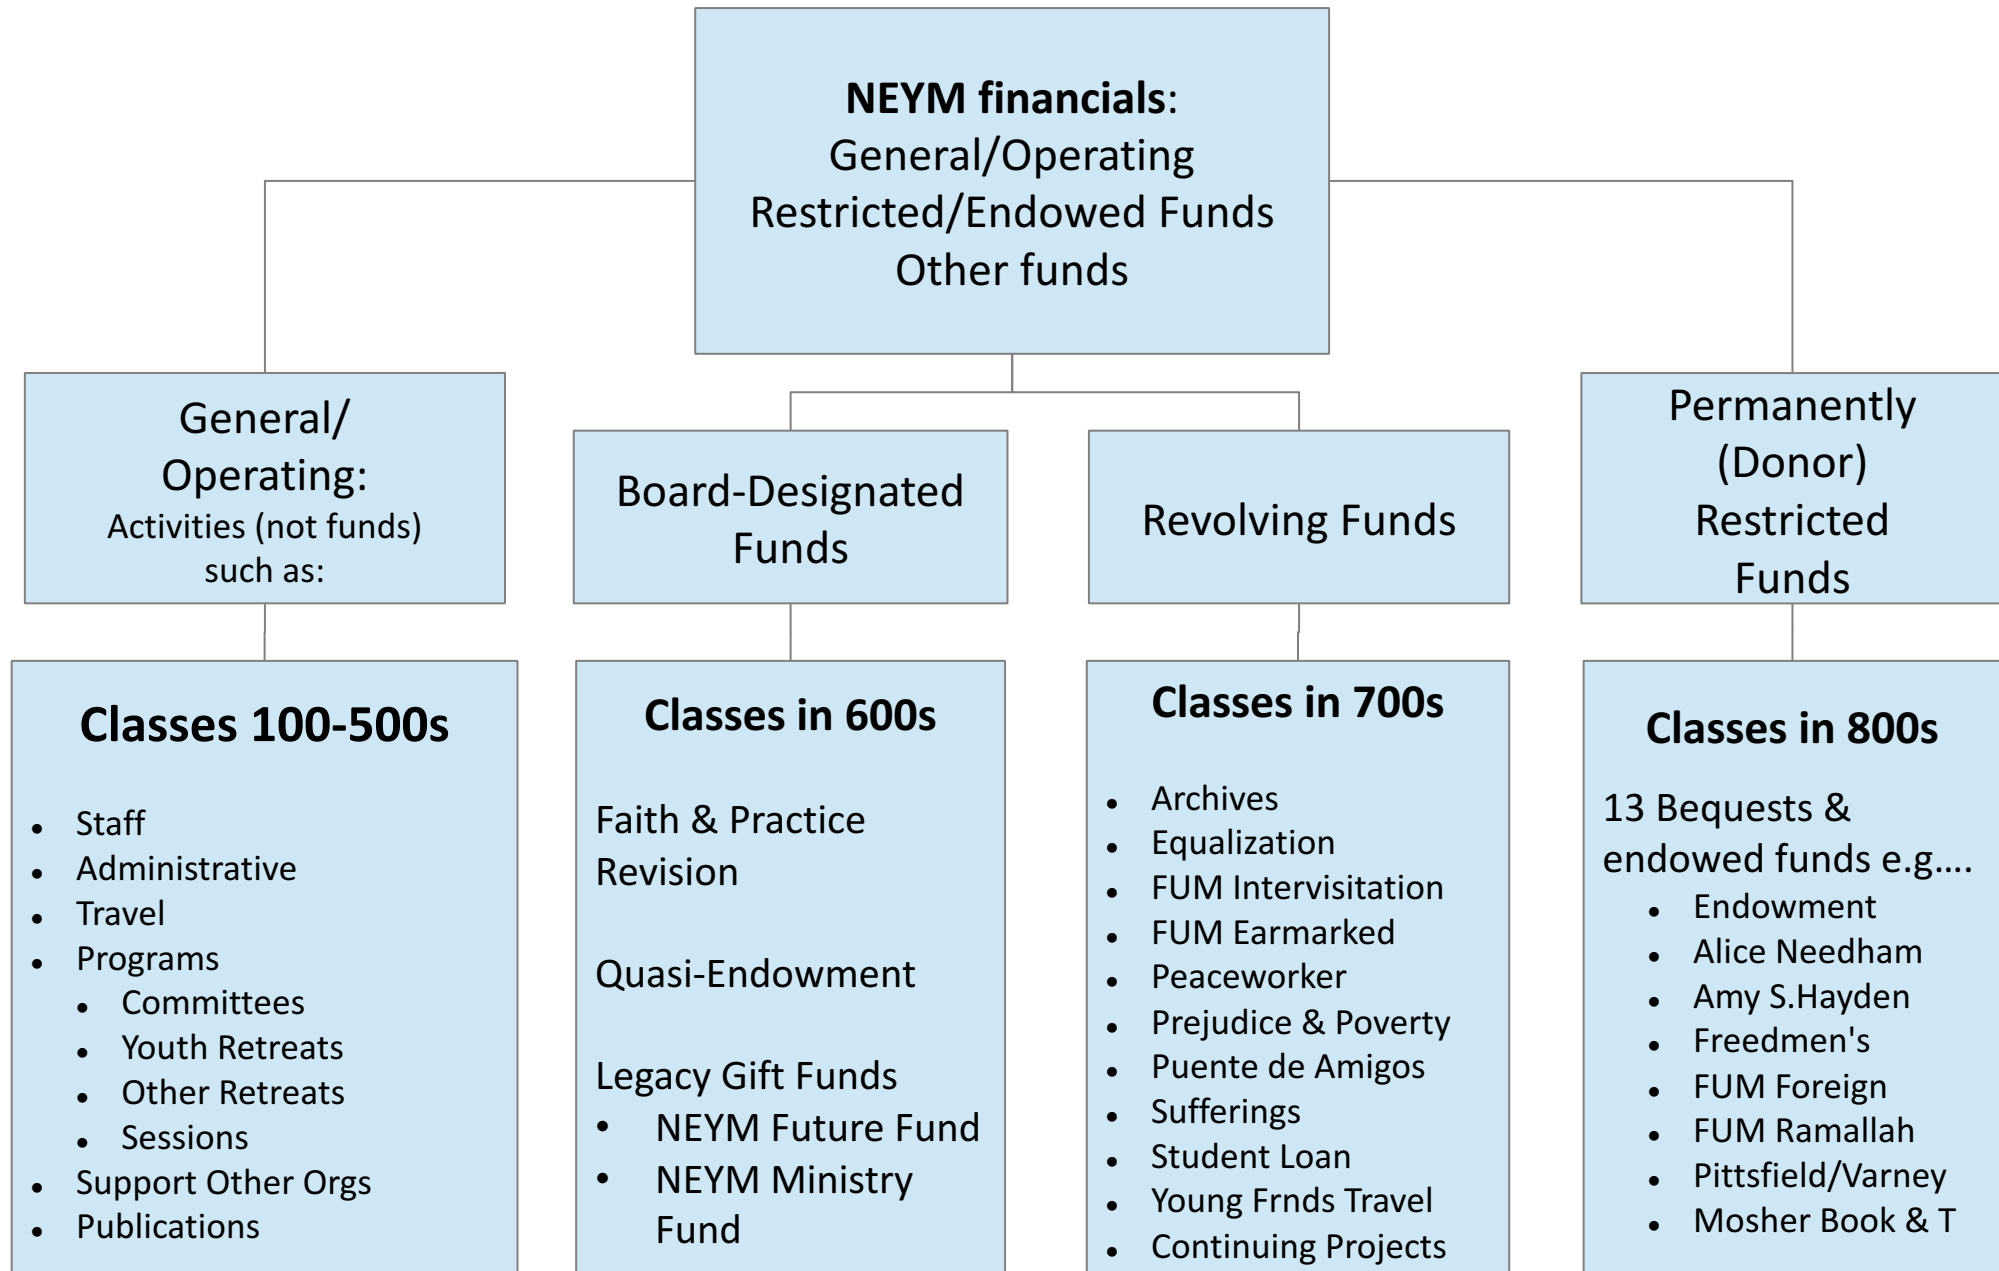 NEYM financials:
General/Operating
Restricted/Endowed Funds
Other funds
General/
Operating:
Activities (not funds)
such as:
Board-Designated
Funds
Revolving Funds
Permanently
(Donor)
Restricted
Funds
Classes 100-500s
• Staff
• Administrative
• Travel
• Programs
• Committees
• Youth Retreats
• Other Retreats
• Sessions
• Support Other Orgs
• Publications
Classes in 600s
Faith & Practice
Revision
Quasi-Endowment
Legacy Gift Funds
• NEYM Future Fund
• NEYM Ministry
Fund
Classes in 700s
• Archives
• Equalization
• FUM Intervisitation
• FUM Earmarked
• Peaceworker
• Prejudice & Poverty
• Puente de Amigos
• Sufferings
• Student Loan
• Young Frnds Travel
• Continuing Projects
Classes in 800s
13 Bequests &
endowed funds e.g....
• Endowment
• Alice Needham
• Amy S.Hayden
• Freedmen's
• FUM Foreign
• FUM Ramallah
• Pittsfield/Varney
• Mosher Book & T